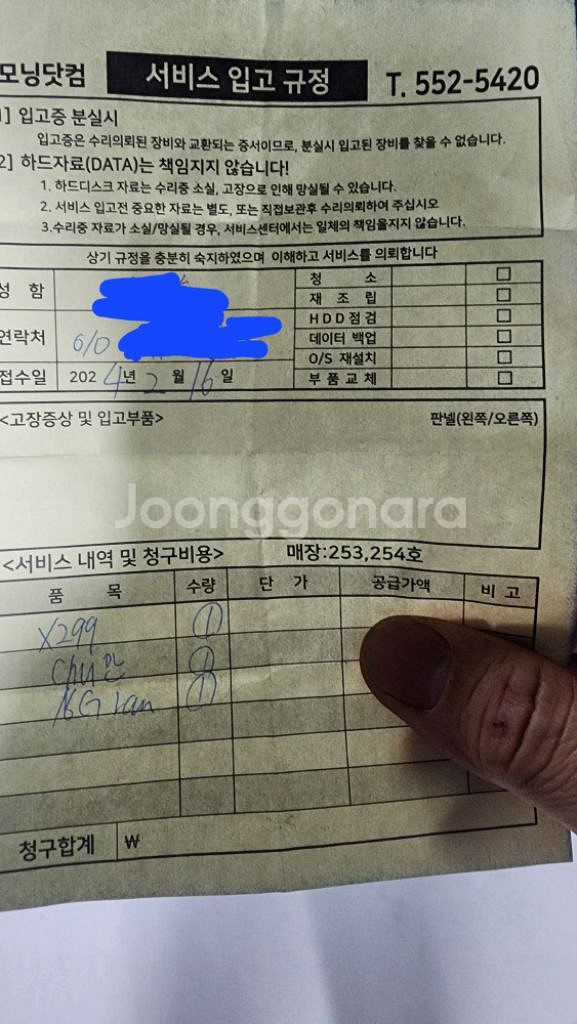 모닝닷컴 서비스 입고 규정 T. 552-5420
1] 입고증 분실시
입고증은 수리의뢰된 장비와 교환되는 증서이므로, 분실시 입고된 장비를 찾을 수 없습니다.
2] 하드자료(DATA)는 책임지지 않습니다!
1. 하드디스크 자료는 수리중 소실, 고장으로 인해 망실될 수 있습니다.
2. 서비스 입고전 중요한 자료는 별도, 또는 직접보관후 수리의뢰하여 주십시오
3.수리중 자료가 소실/망실될 경우, 서비스센터에서는 일체의 책임을지지 않습니다.
상기 규정을 충분히 숙지하였으며 이해하고 서비스를 의뢰합니다
성 함
청 소 □
재 조 립 □
HDD점검 □
연락처 010
데이터 백업 □
O/S 재설치 □
접수일 2024년 2월 16일
부품교체 □
<고장증상 및 입고부품> 판넬(왼쪽/오른쪽)
Joonggonara
<서비스 내역 및 청구비용> 매장:253,254호
품 목 수량 단 가 공급가액 비 고
X299 1
cpu 1
16G ram 1
청구합계 ₩